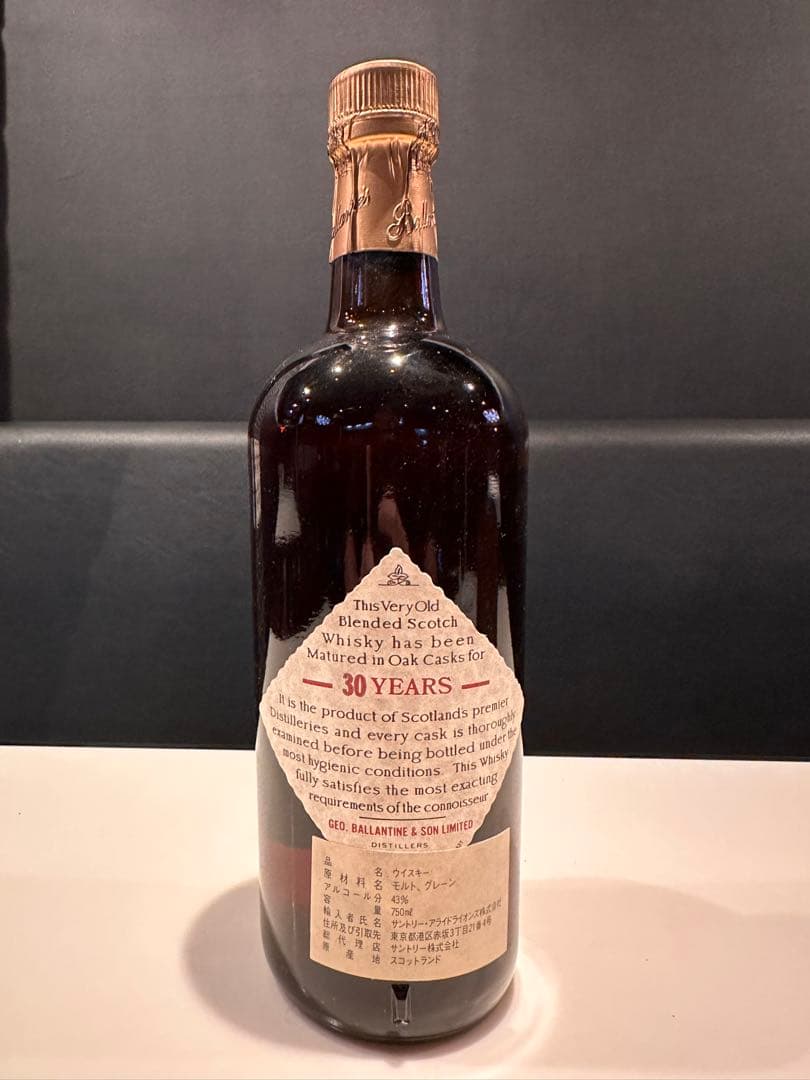 Ballantine's
This Very Old
Blended Scotch
Whisky has been
Matured in Oak Casks for
30 YEARS
It is the product of Scotland's premier
Distilleries and every cask is thoroughly
examined before being bottled under the
most hygienic conditions. This Whisky
fully satisfies the most exacting
requirements of the connoisseur
GEO. BALLANTINE & SON LIMITED
DISTILLERS
品名 ウイスキー
原材料名 モルト、グレーン
アルコール分 43%
容量 750㎖
輸入者氏名 サントリー・アライドライオンズ株式会社
住所及び引取先 東京都港区赤坂3丁目21番4号
総代理店 サントリー株式会社
原産地 スコットランド